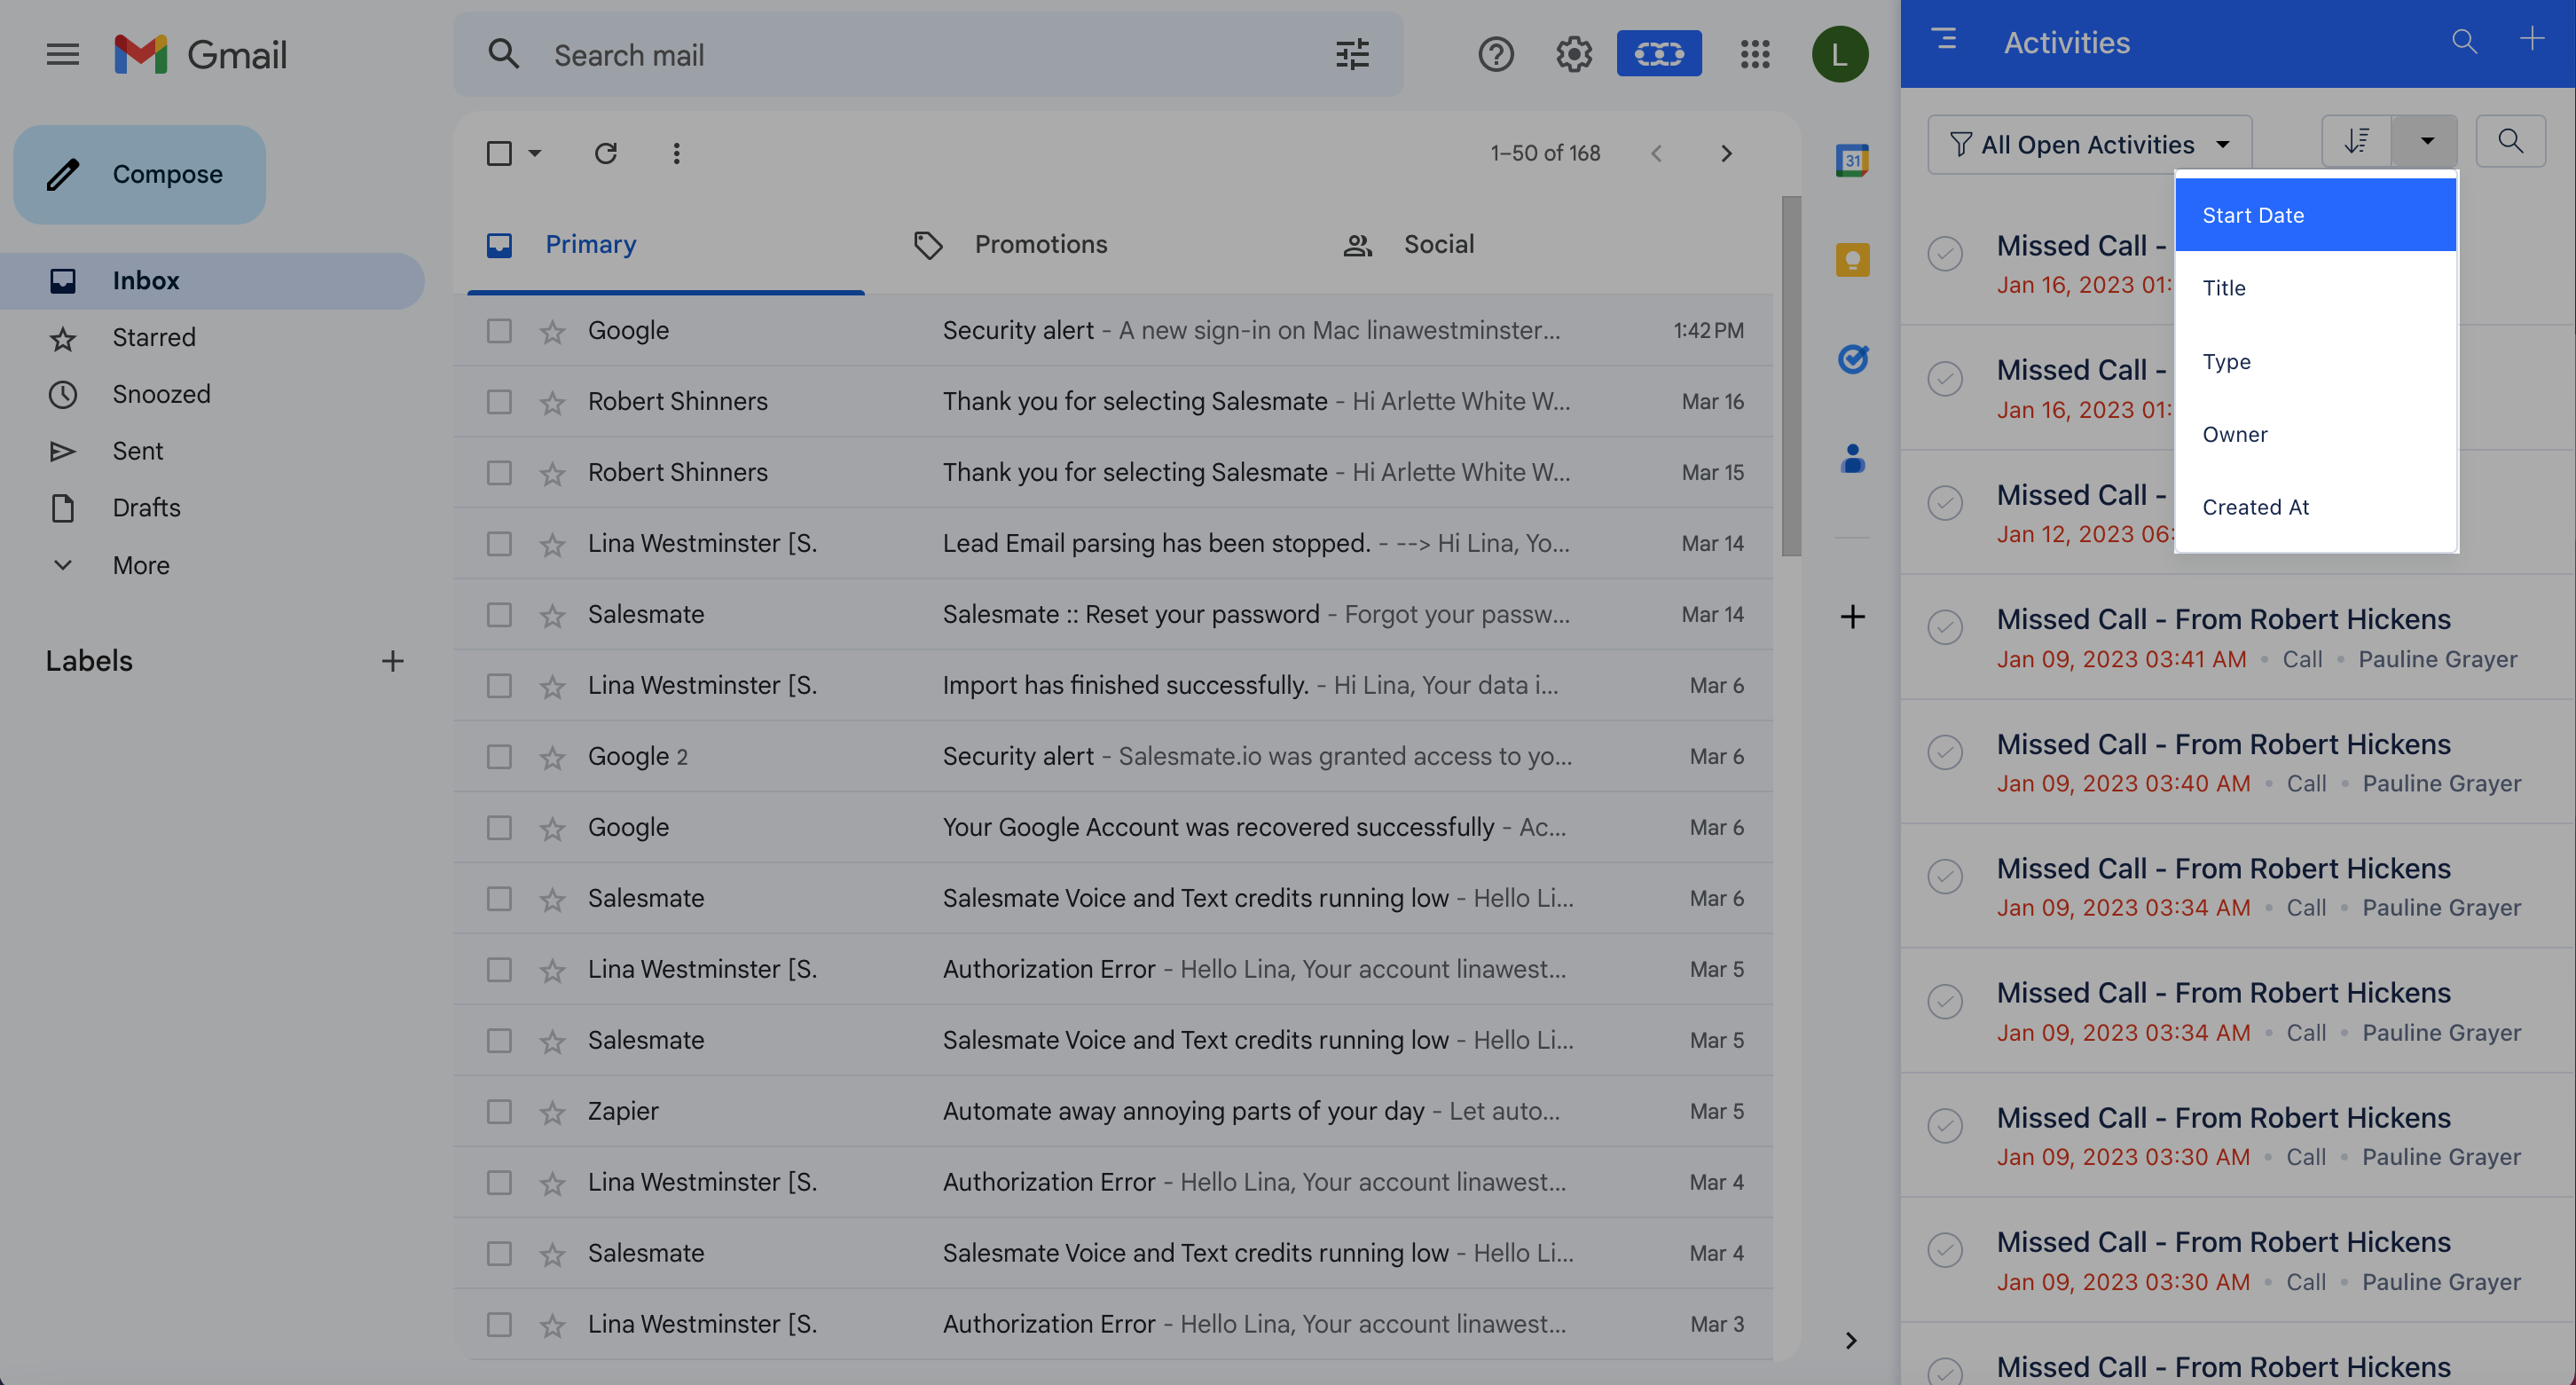 Gmail
Search mail
L
Activities
Compose
Inbox
Starred
Snoozed
Sent
Drafts
More
Labels
1–50 of 168
Primary
Promotions
Social
Google Security alert - A new sign-in on Mac linawestminster... 1:42 PM
Robert Shinners Thank you for selecting Salesmate - Hi Arlette White W... Mar 16
Robert Shinners Thank you for selecting Salesmate - Hi Arlette White W... Mar 15
Lina Westminster [S. Lead Email parsing has been stopped. - --> Hi Lina, Yo... Mar 14
Salesmate Salesmate :: Reset your password - Forgot your passw... Mar 14
Lina Westminster [S. Import has finished successfully. - Hi Lina, Your data i... Mar 6
Google 2 Security alert - Salesmate.io was granted access to yo... Mar 6
Google Your Google Account was recovered successfully - Ac... Mar 6
Salesmate Salesmate Voice and Text credits running low - Hello Li... Mar 6
Lina Westminster [S. Authorization Error - Hello Lina, Your account linawest... Mar 5
Salesmate Salesmate Voice and Text credits running low - Hello Li... Mar 5
Zapier Automate away annoying parts of your day - Let auto... Mar 5
Lina Westminster [S. Authorization Error - Hello Lina, Your account linawest... Mar 4
Salesmate Salesmate Voice and Text credits running low - Hello Li... Mar 4
Lina Westminster [S. Authorization Error - Hello Lina, Your account linawest... Mar 3
31
All Open Activities
Start Date
Title
Type
Owner
Created At
Missed Call -
Jan 16, 2023 01:
Missed Call -
Jan 16, 2023 01:
Missed Call -
Jan 12, 2023 06:
Missed Call - From Robert Hickens
Jan 09, 2023 03:41 AM • Call • Pauline Grayer
Missed Call - From Robert Hickens
Jan 09, 2023 03:40 AM • Call • Pauline Grayer
Missed Call - From Robert Hickens
Jan 09, 2023 03:34 AM • Call • Pauline Grayer
Missed Call - From Robert Hickens
Jan 09, 2023 03:34 AM • Call • Pauline Grayer
Missed Call - From Robert Hickens
Jan 09, 2023 03:30 AM • Call • Pauline Grayer
Missed Call - From Robert Hickens
Jan 09, 2023 03:30 AM • Call • Pauline Grayer
Missed Call - From Robert Hickens